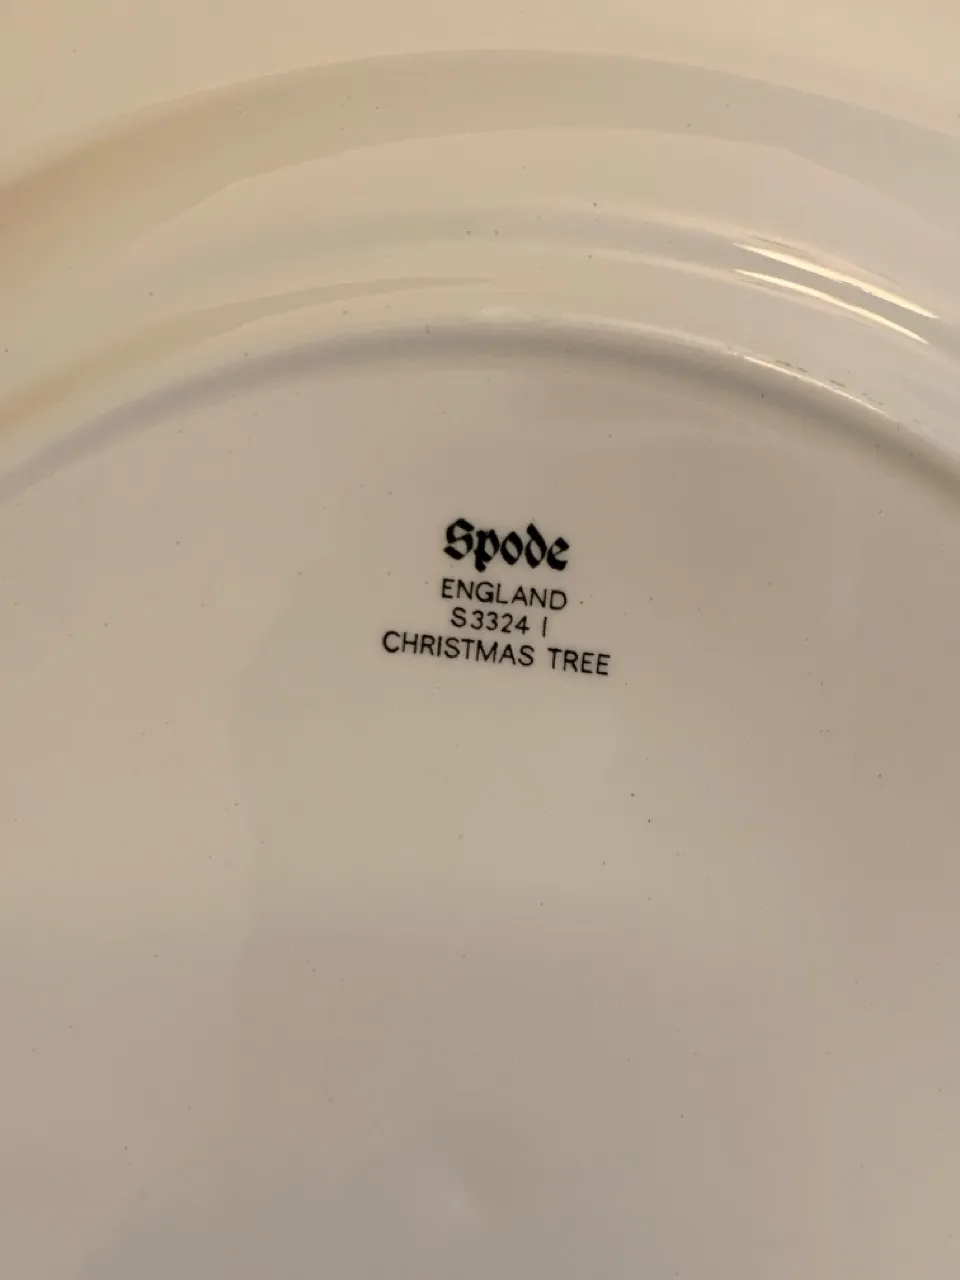 Spode
ENGLAND
S3324 I
CHRISTMAS TREE